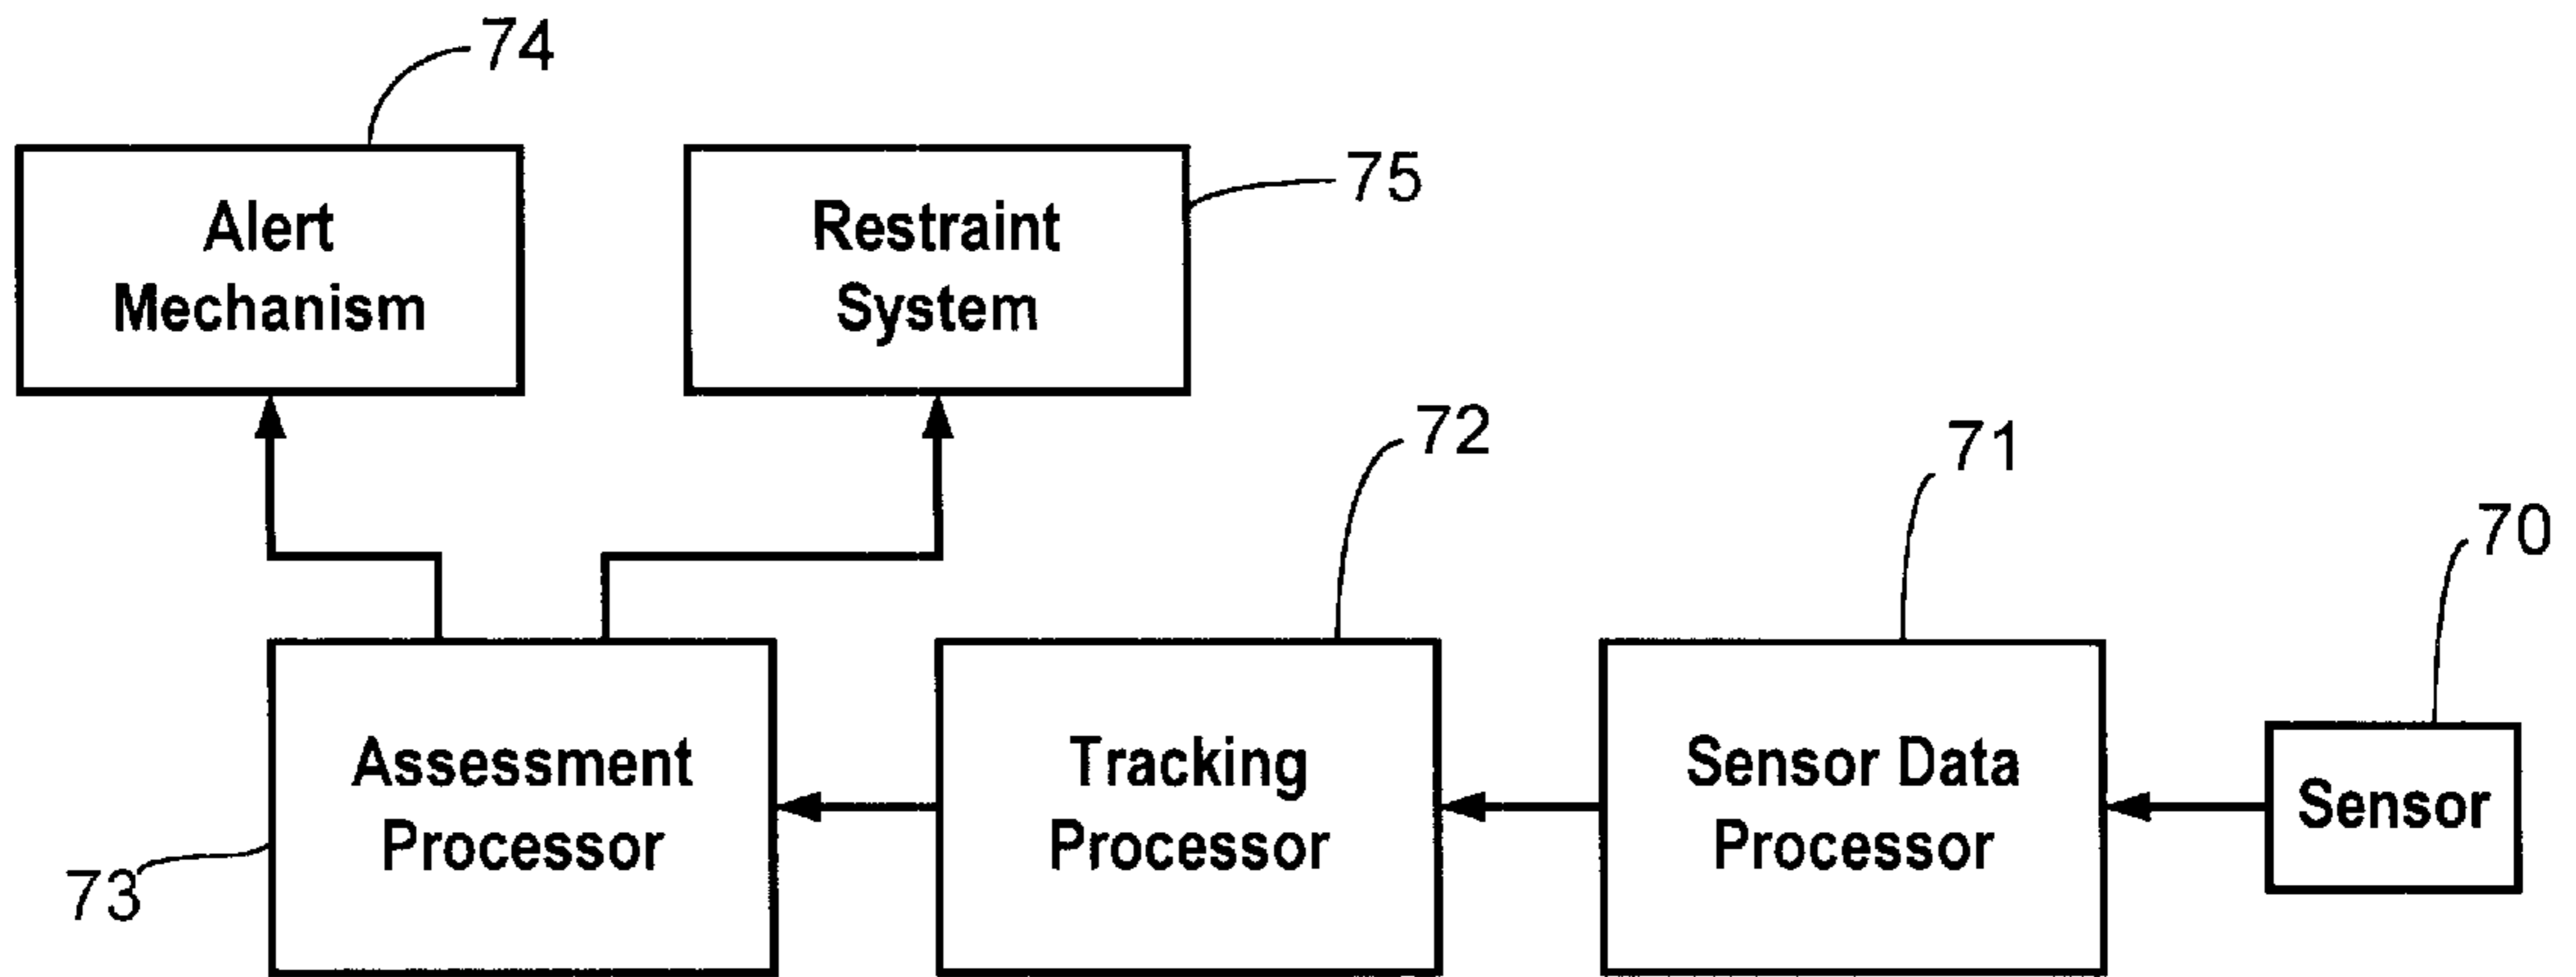 74
Alert
Mechanism
75
Restraint
System
72
71
70
73
Assessment
Processor
Tracking
Processor
Sensor Data
Processor
Sensor